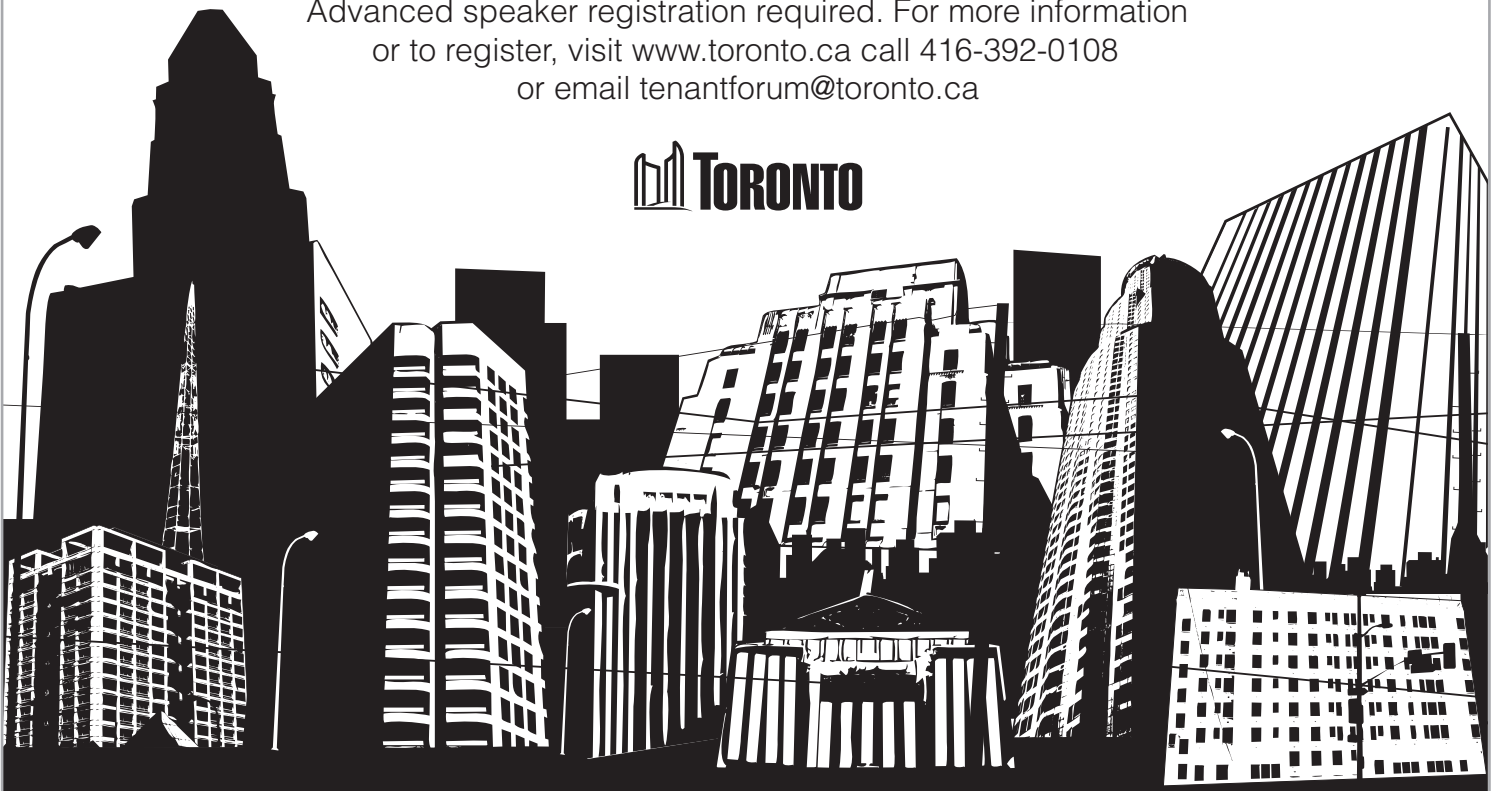 Advanced speaker registration required. For more information
or to register, visit www.toronto.ca call 416-392-0108
or email tenantforum@toronto.ca
TORONTO